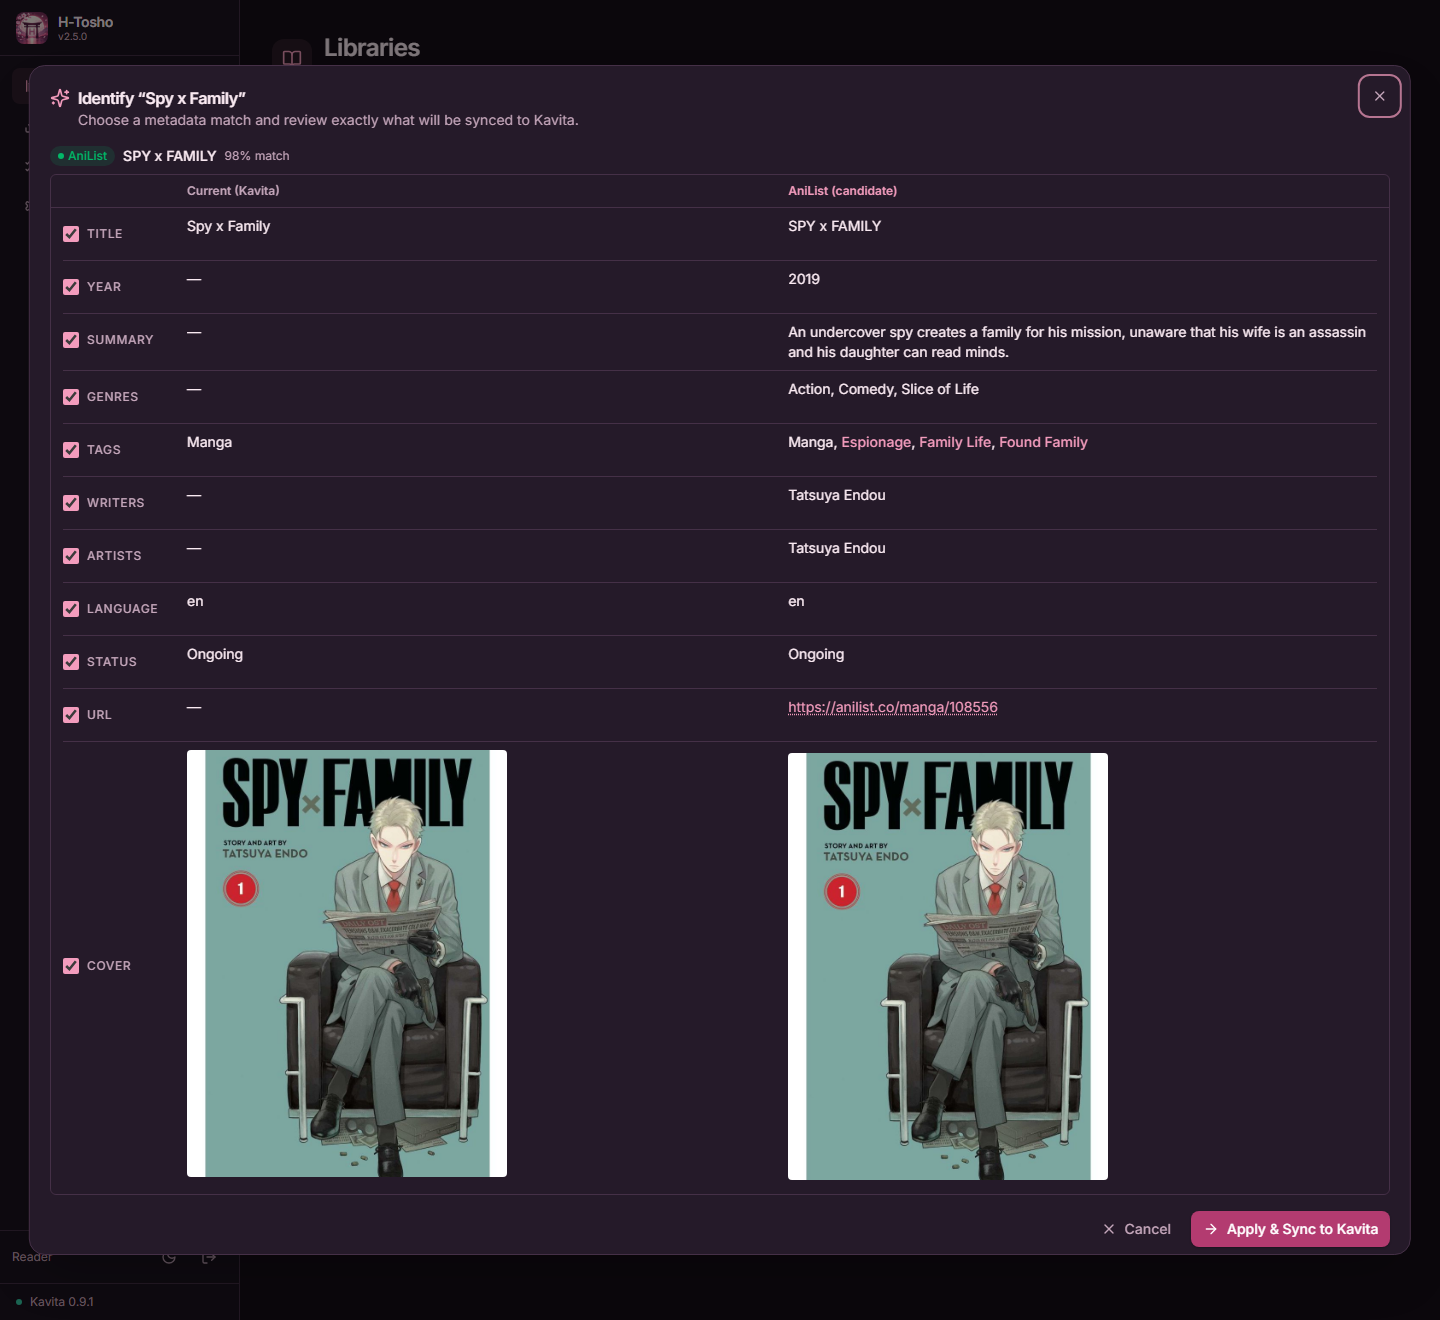 H-Tosho
v2.5.0
Libraries
Identify “Spy x Family”
Choose a metadata match and review exactly what will be synced to Kavita.
AniList SPY x FAMILY 98% match
Current (Kavita) AniList (candidate)
TITLE Spy x Family SPY x FAMILY
YEAR — 2019
SUMMARY — An undercover spy creates a family for his mission, unaware that his wife is an assassin
and his daughter can read minds.
GENRES — Action, Comedy, Slice of Life
TAGS Manga Manga, Espionage, Family Life, Found Family
WRITERS — Tatsuya Endou
ARTISTS — Tatsuya Endou
LANGUAGE en en
STATUS Ongoing Ongoing
URL — https://anilist.co/manga/108556
COVER
SPY×FAMILY
STORY AND ART BY
TATSUYA ENDO
1
SPY×FAMILY
STORY AND ART BY
TATSUYA ENDO
1
Cancel Apply & Sync to Kavita
Reader
Kavita 0.9.1